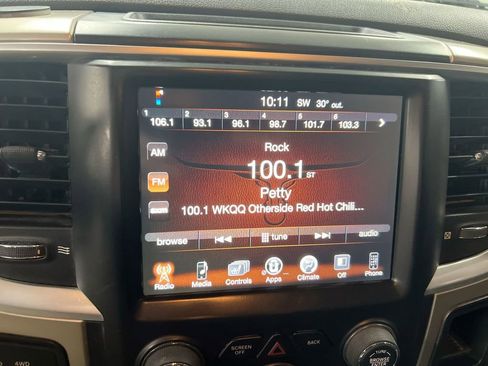 10:11 SW 30° out.
1 2 3 4 5 6
106.1 93.1 96.1 98.7 101.7 103.3
Rock
AM
100.1 ST
FM
Petty
sxm
100.1 WKQQ Otherside Red Hot Chili...
browse tune audio
Radio Media Controls Apps Climate Off Phone
SCREEN OFF
BACK
BROWSE
4WD